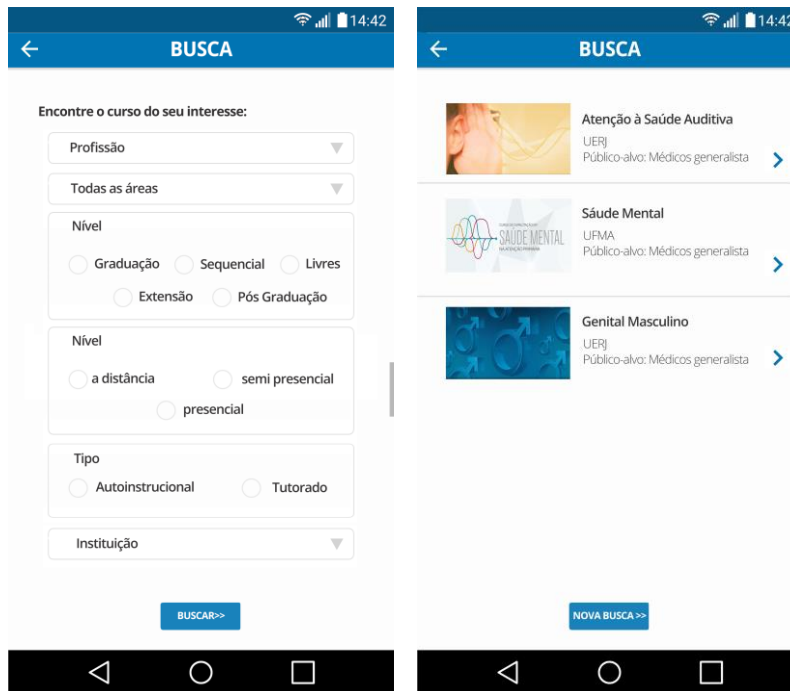 14:42
BUSCA
Encontre o curso do seu interesse:
Profissão
Todas as áreas
Nível
Graduação Sequencial Livres
Extensão Pós Graduação
Nível
a distância semi presencial
presencial
Tipo
Autoinstrucional Tutorado
Instituição
BUSCAR>>
14:42
BUSCA
Atenção à Saúde Auditiva
UERJ
Público-alvo: Médicos generalista
SAÚDE MENTAL
NA ATENÇÃO PRIMÁRIA
Sáude Mental
UFMA
Público-alvo: Médicos generalista
Genital Masculino
UERJ
Público-alvo: Médicos generalista
NOVA BUSCA >>